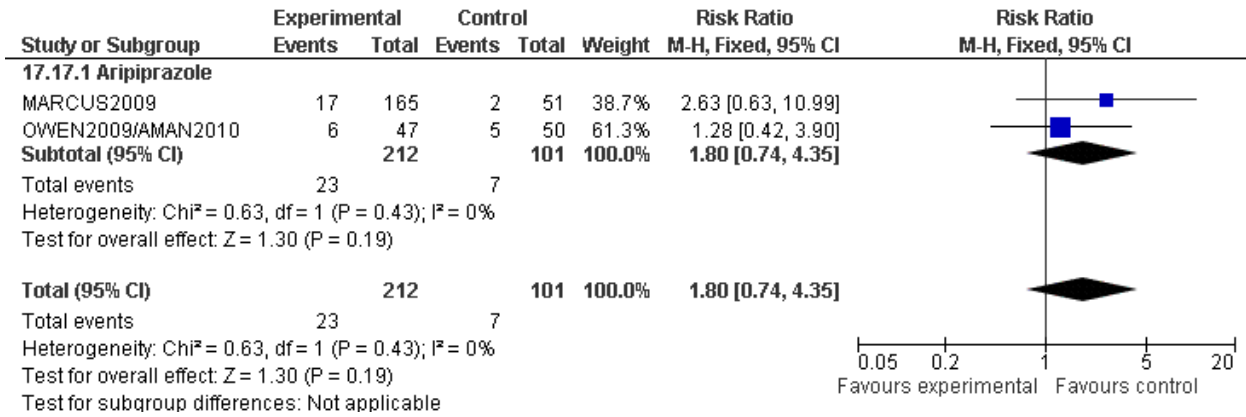 Experimental Control Risk Ratio Risk Ratio
Study or Subgroup Events Total Events Total Weight M-H, Fixed, 95% CI M-H, Fixed, 95% CI
17.17.1 Aripiprazole
MARCUS2009 17 165 2 51 38.7% 2.63 [0.63, 10.99]
OWEN2009/AMAN2010 6 47 5 50 61.3% 1.28 [0.42, 3.90]
Subtotal (95% CI) 212 101 100.0% 1.80 [0.74, 4.35]
Total events 23 7
Heterogeneity: Chi² = 0.63, df = 1 (P = 0.43); I² = 0%
Test for overall effect: Z = 1.30 (P = 0.19)
Total (95% CI) 212 101 100.0% 1.80 [0.74, 4.35]
Total events 23 7
Heterogeneity: Chi² = 0.63, df = 1 (P = 0.43); I² = 0%
Test for overall effect: Z = 1.30 (P = 0.19)
Test for subgroup differences: Not applicable
0.05 0.2 1 5 20
Favours experimental Favours control